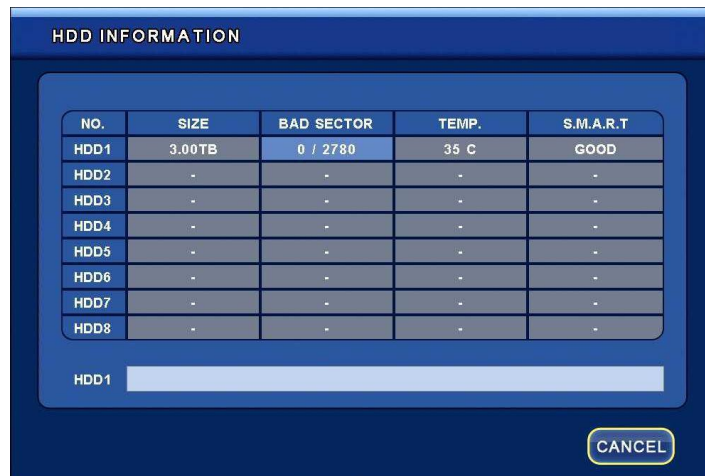 HDD INFORMATION
NO. SIZE BAD SECTOR TEMP. S.M.A.R.T
HDD1 3.00TB 0 / 2780 35 C GOOD
HDD2 - - - -
HDD3 - - - -
HDD4 - - - -
HDD5 - - - -
HDD6 - - - -
HDD7 - - - -
HDD8 - - - -
HDD1
CANCEL